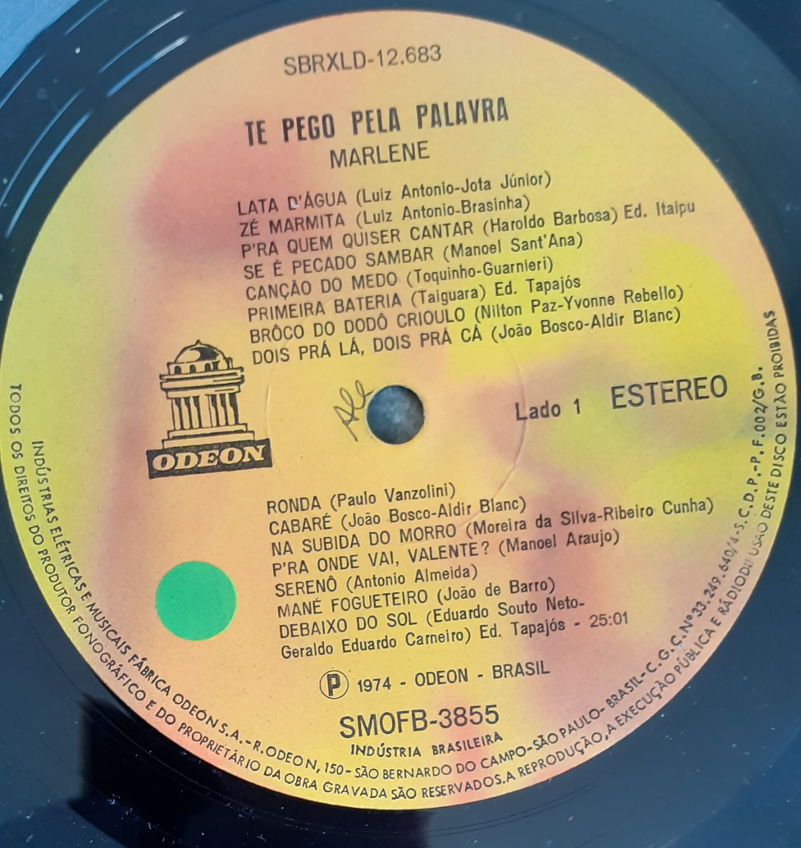 SBRXLD-12.683
TE PEGO PELA PALAVRA
MARLENE
LATA D'ÁGUA (Luiz Antonio-Jota Júnior)
ZÉ MARMITA (Luiz Antonio-Brasinha)
P'RA QUEM QUISER CANTAR (Haroldo Barbosa) Ed. Itaipu
SE É PECADO SAMBAR (Manoel Sant'Ana)
CANÇÃO DO MEDO (Toquinho-Guarnieri)
PRIMEIRA BATERIA (Taiguara) Ed. Tapajós
BRÔCO DO DODÔ CRIOULO (Nilton Paz-Yvonne Rebello)
DOIS PRÁ LÁ, DOIS PRÁ CÁ (João Bosco-Aldir Blanc)
ODEON
Lado 1 ESTEREO
RONDA (Paulo Vanzolini)
CABARÉ (João Bosco-Aldir Blanc)
NA SUBIDA DO MORRO (Moreira da Silva-Ribeiro Cunha)
P'RA ONDE VAI, VALENTE? (Manoel Araujo)
SERENÔ (Antonio Almeida)
MANÉ FOGUETEIRO (João de Barro)
DEBAIXO DO SOL (Eduardo Souto Neto-
Geraldo Eduardo Carneiro) Ed. Tapajós - 25:01
Ⓟ 1974 - ODEON - BRASIL
SMOFB-3855
INDÚSTRIA BRASILEIRA
INDÚSTRIAS ELÉTRICAS E MUSICAIS FÁBRICA ODEON S.A.-R.ODEON, 150-SÃO BERNARDO DO CAMPO-SÃO PAULO-BRASIL-C.G.C.Nº33.249.640/4-S.C.D.P.-P.F.002/G.B.
TODOS OS DIREITOS DO PRODUTOR FONOGRÁFICO E DO PROPRIETÁRIO DA OBRA GRAVADA SÃO RESERVADOS.A REPRODUÇÃO,A EXECUÇÃO PÚBLICA E RÁDIODIFUSÃO DESTE DISCO ESTÃO PROIBIDAS